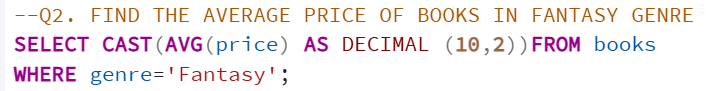 --Q2. FIND THE AVERAGE PRICE OF BOOKS IN FANTASY GENRE
SELECT CAST(AVG(price) AS DECIMAL (10,2))FROM books
WHERE genre='Fantasy';